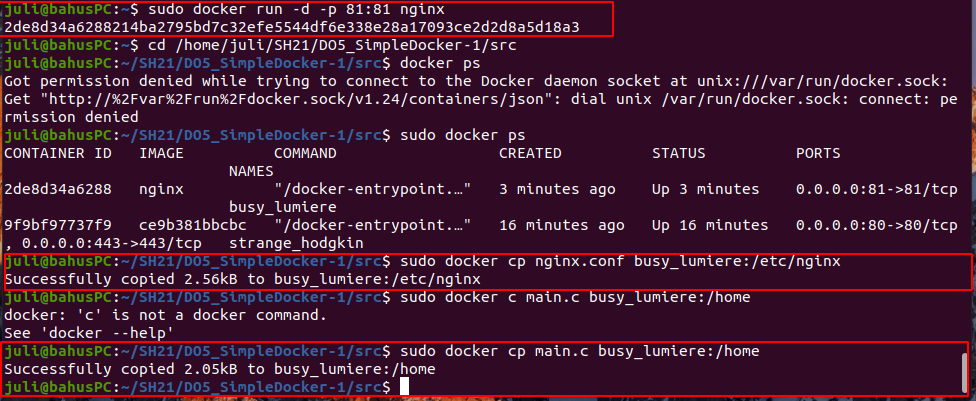 juli@bahusPC:~$ sudo docker run -d -p 81:81 nginx
2de8d34a6288214ba2795bd7c32efe5544df6e338e28a17093ce2d2d8a5d18a3
juli@bahusPC:~$ cd /home/juli/SH21/DO5_SimpleDocker-1/src
juli@bahusPC:~/SH21/DO5_SimpleDocker-1/src$ docker ps
Got permission denied while trying to connect to the Docker daemon socket at unix:///var/run/docker.sock:
Get "http://%2Fvar%2Frun%2Fdocker.sock/v1.24/containers/json": dial unix /var/run/docker.sock: connect: pe
rmission denied
juli@bahusPC:~/SH21/DO5_SimpleDocker-1/src$ sudo docker ps
CONTAINER ID   IMAGE          COMMAND                  CREATED          STATUS          PORTS
NAMES
2de8d34a6288   nginx          "/docker-entrypoint.…"   3 minutes ago    Up 3 minutes    0.0.0.0:81->81/tcp
busy_lumiere
9f9bf97737f9   ce9b381bbcbc   "/docker-entrypoint.…"   16 minutes ago   Up 16 minutes   0.0.0.0:80->80/tcp
, 0.0.0.0:443->443/tcp   strange_hodgkin
juli@bahusPC:~/SH21/DO5_SimpleDocker-1/src$ sudo docker cp nginx.conf busy_lumiere:/etc/nginx
Successfully copied 2.56kB to busy_lumiere:/etc/nginx
juli@bahusPC:~/SH21/DO5_SimpleDocker-1/src$ sudo docker c main.c busy_lumiere:/home
docker: 'c' is not a docker command.
See 'docker --help'
juli@bahusPC:~/SH21/DO5_SimpleDocker-1/src$ sudo docker cp main.c busy_lumiere:/home
Successfully copied 2.05kB to busy_lumiere:/home
juli@bahusPC:~/SH21/DO5_SimpleDocker-1/src$